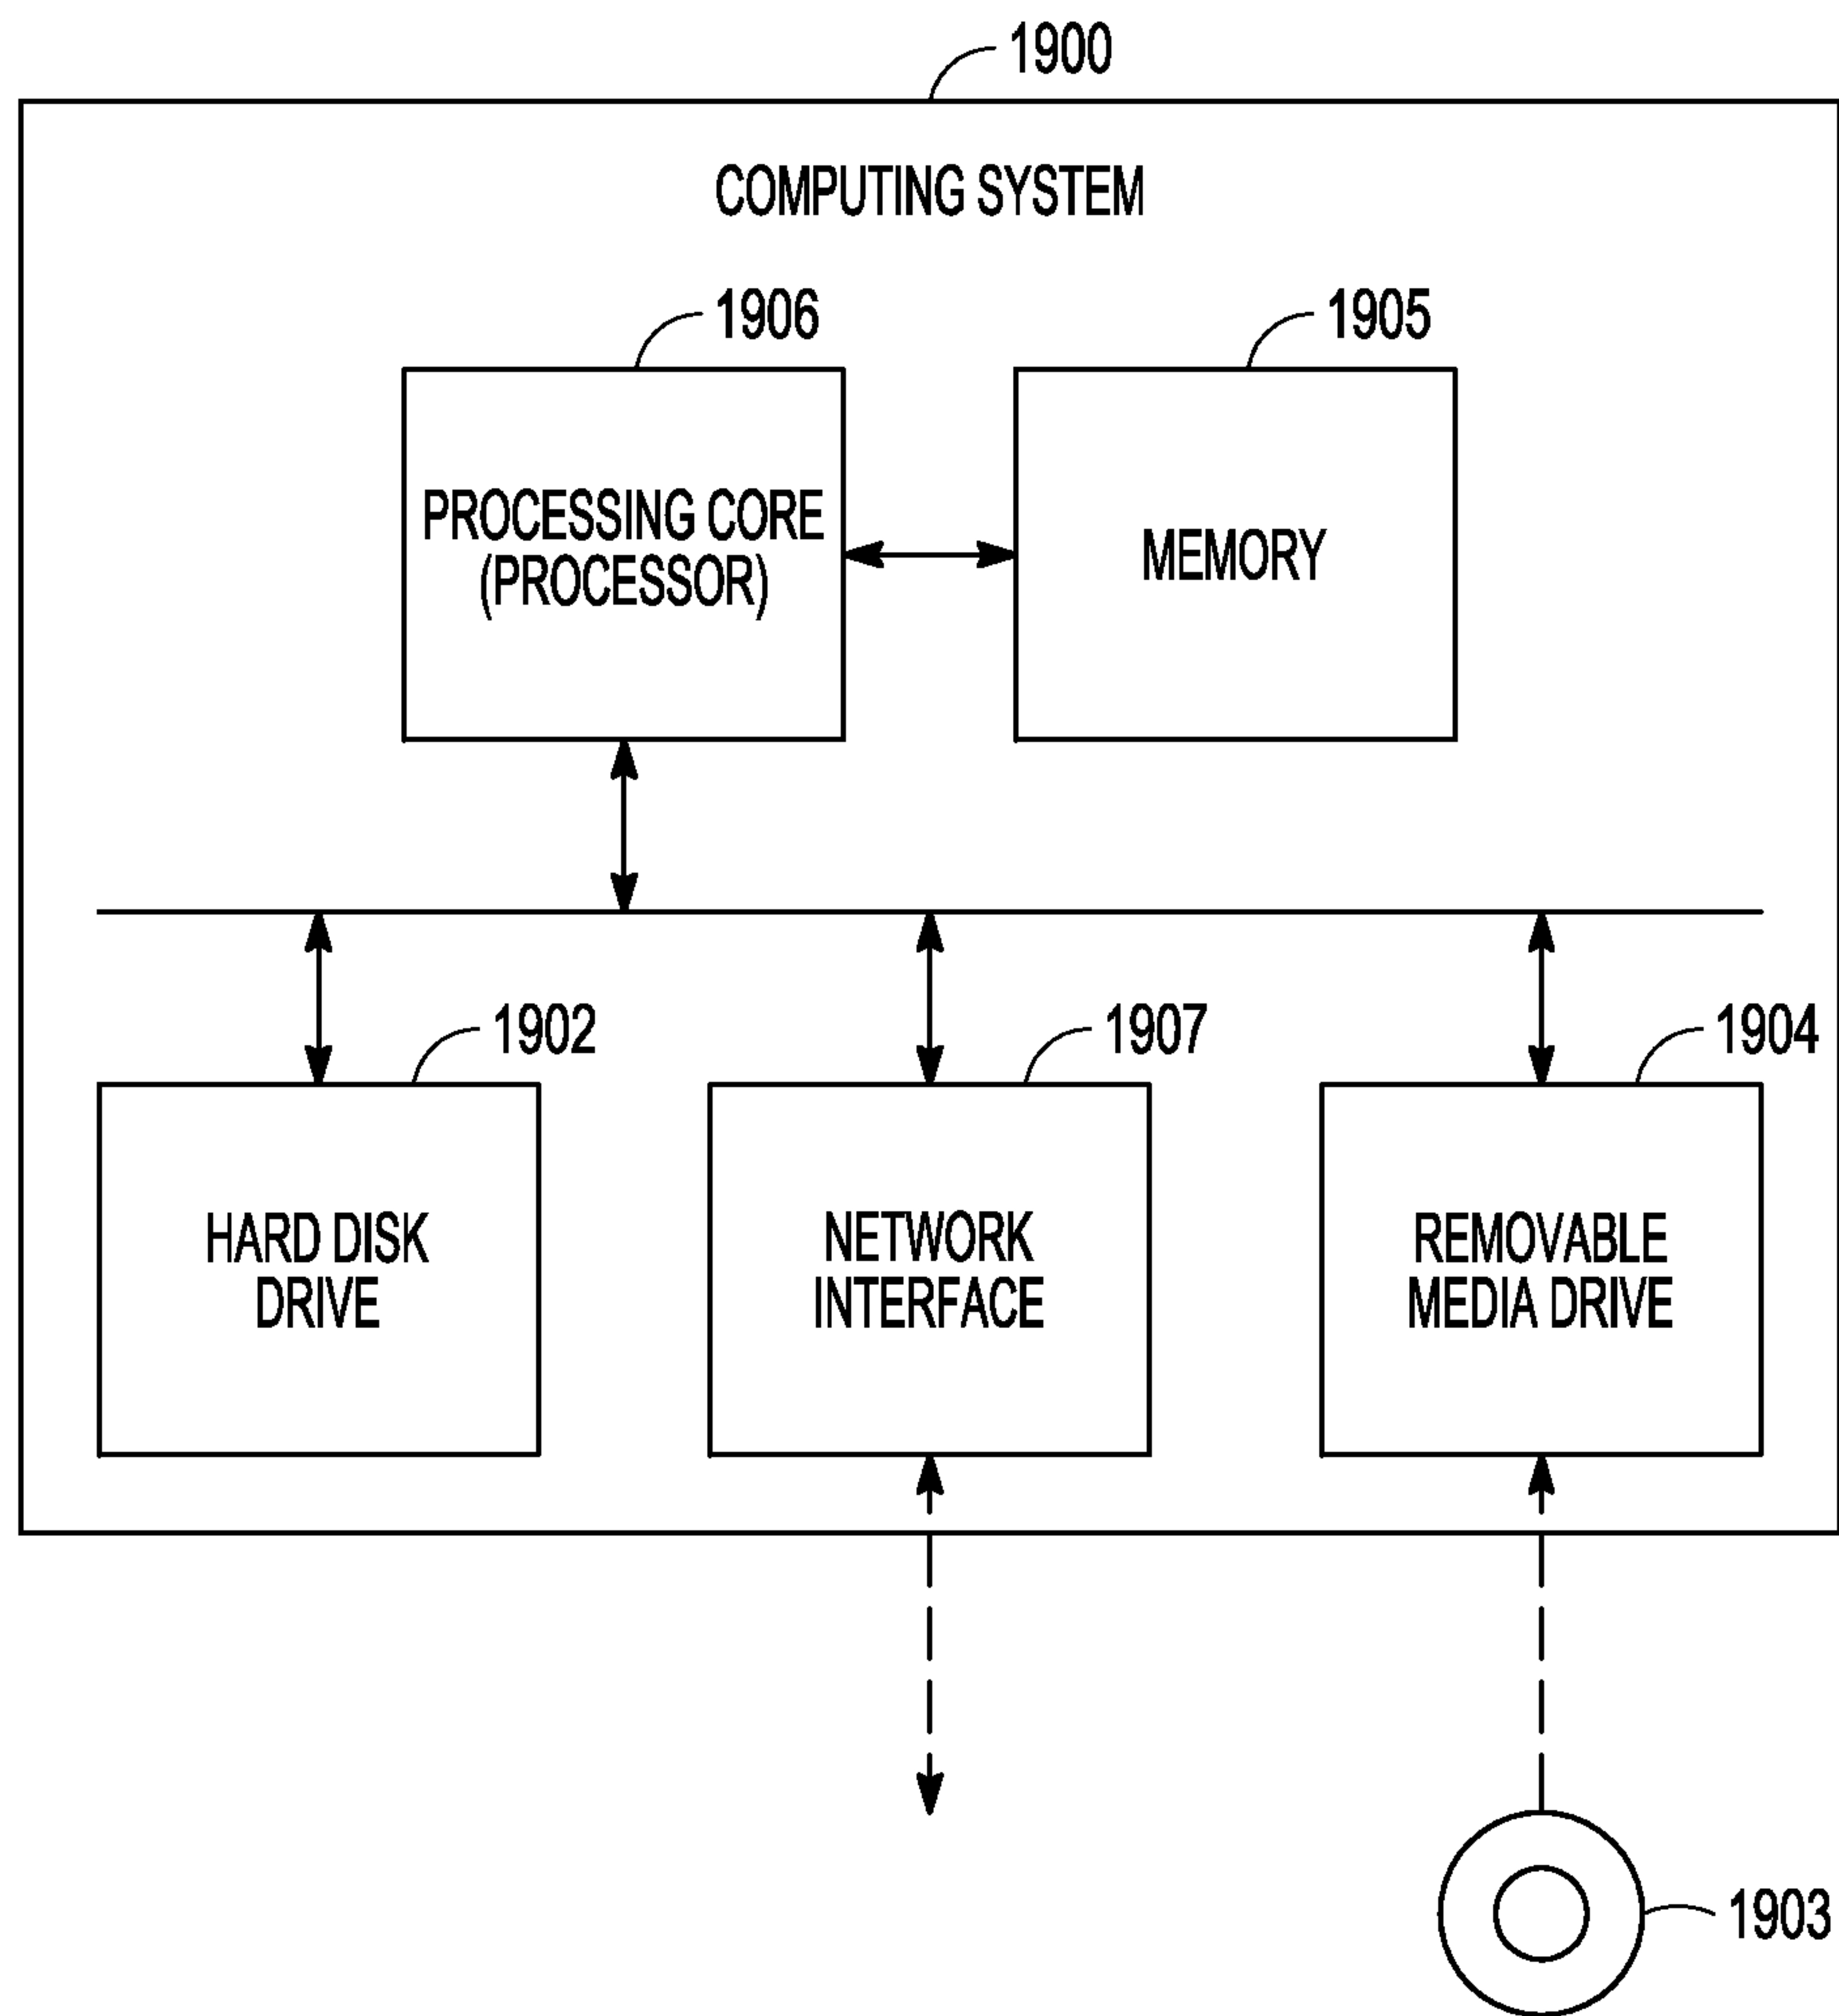 1900
COMPUTING SYSTEM
1906
1905
PROCESSING CORE
(PROCESSOR)
MEMORY
1902
1907
1904
HARD DISK
DRIVE
NETWORK
INTERFACE
REMOVABLE
MEDIA DRIVE
1903